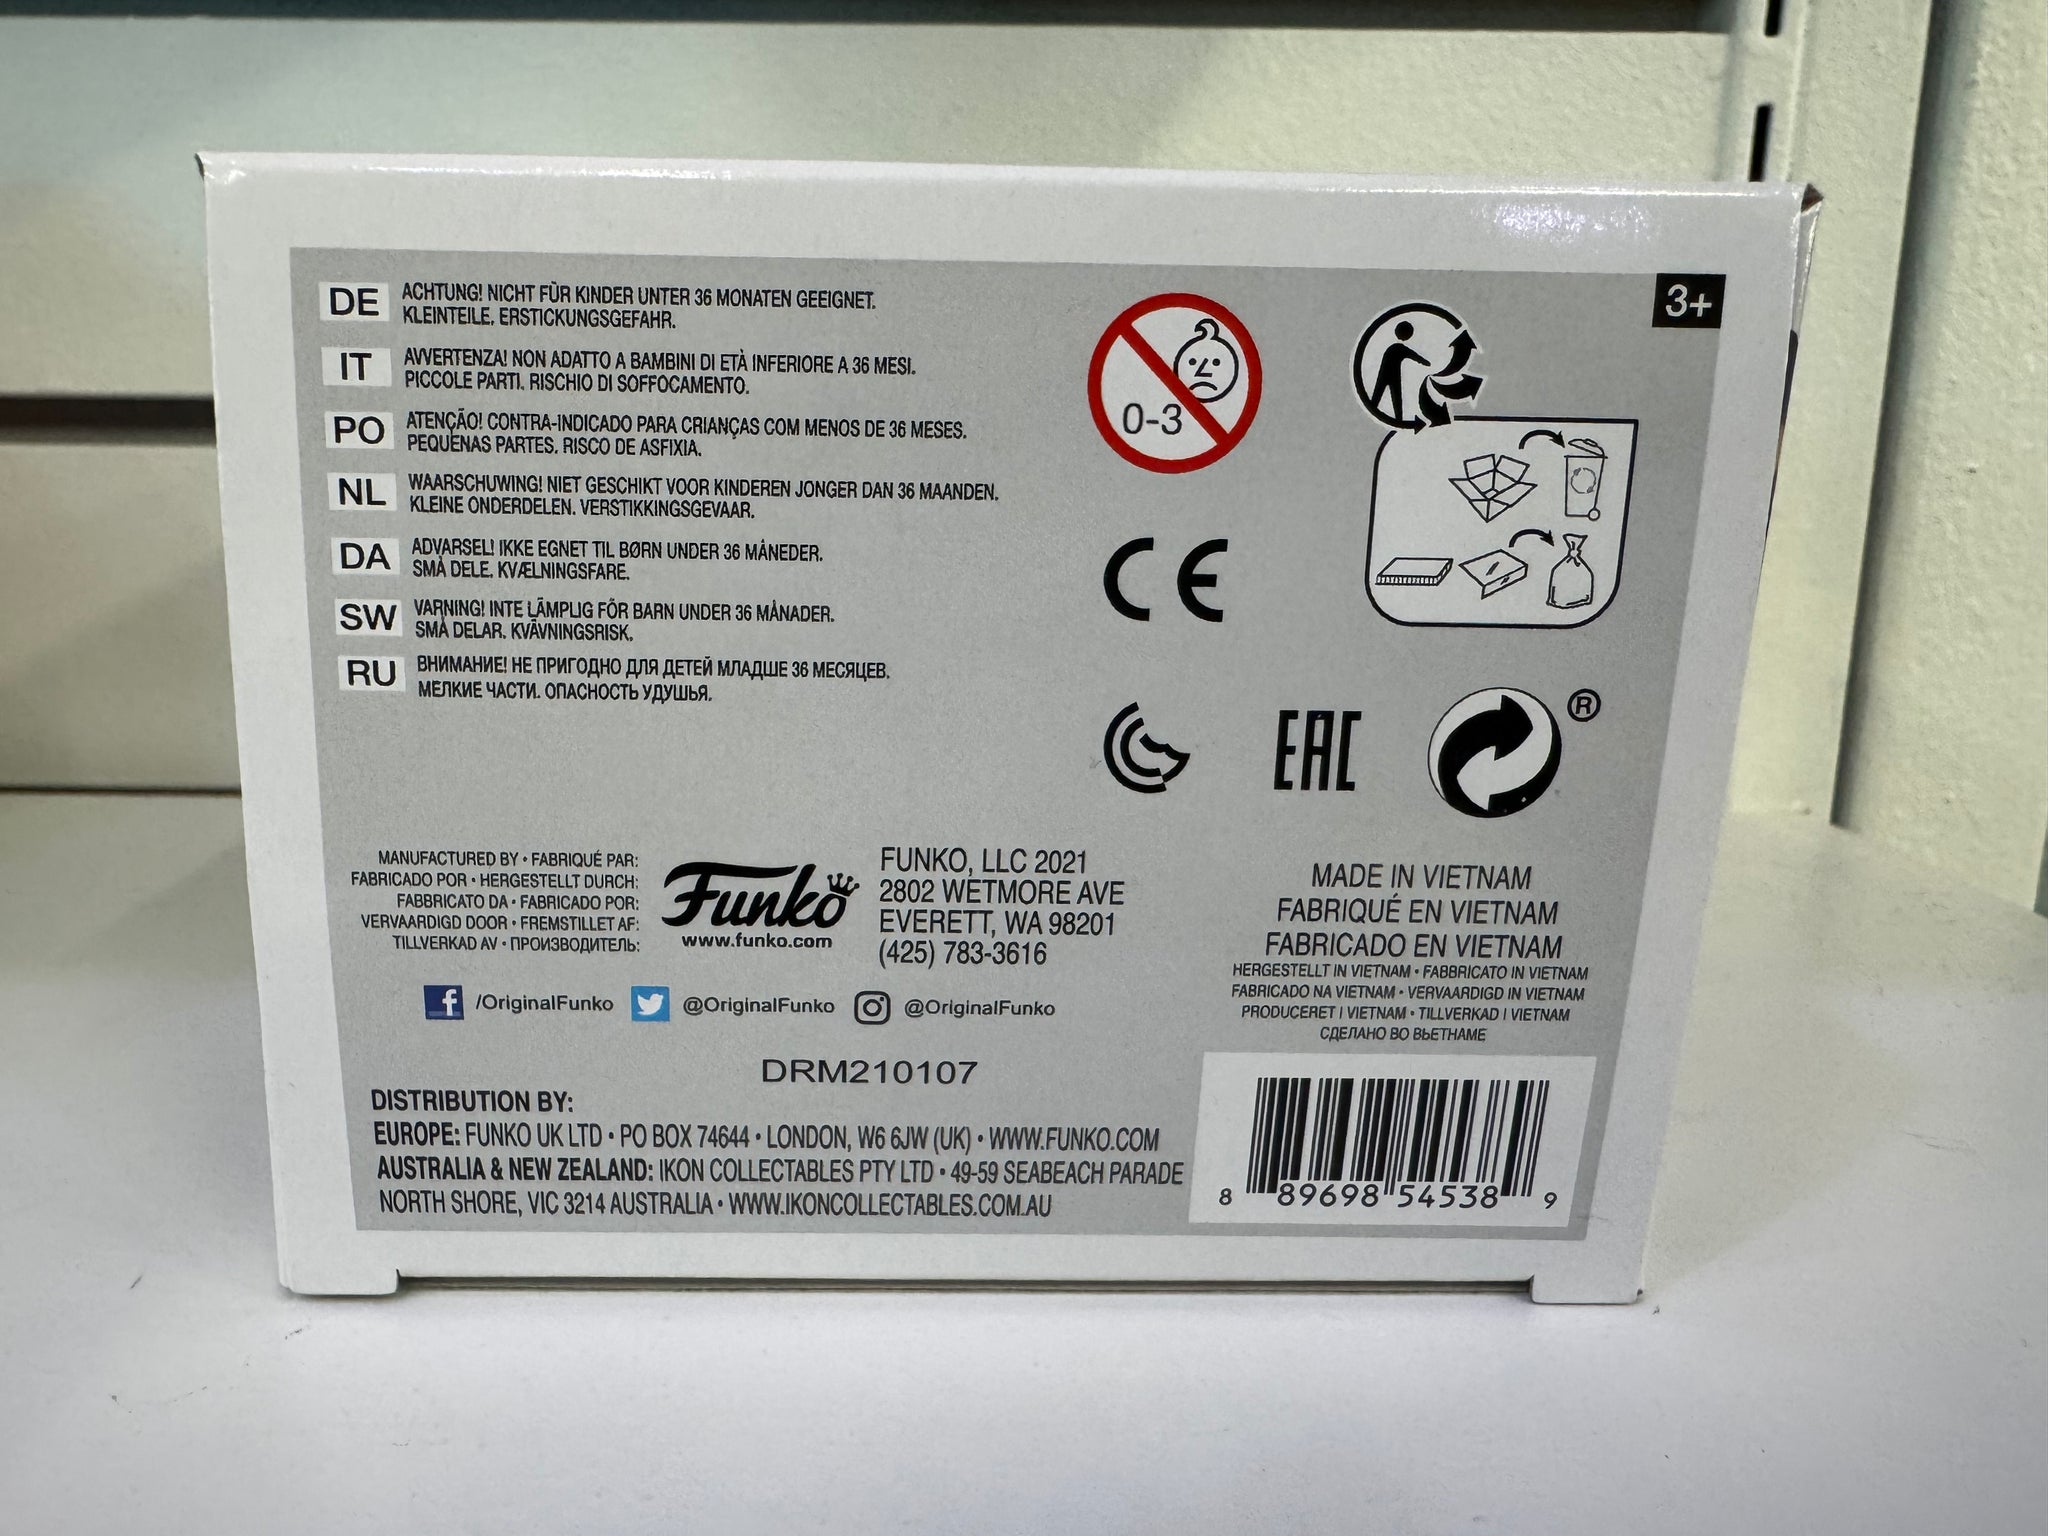 DE ACHTUNG! NICHT FÜR KINDER UNTER 36 MONATEN GEEIGNET.
KLEINTEILE. ERSTICKUNGSGEFAHR.
IT AVVERTENZA! NON ADATTO A BAMBINI DI ETÀ INFERIORE A 36 MESI.
PICCOLE PARTI. RISCHIO DI SOFFOCAMENTO.
PO ATENÇÃO! CONTRA-INDICADO PARA CRIANÇAS COM MENOS DE 36 MESES.
PEQUENAS PARTES. RISCO DE ASFIXIA.
NL WAARSCHUWING! NIET GESCHIKT VOOR KINDEREN JONGER DAN 36 MAANDEN.
KLEINE ONDERDELEN. VERSTIKKINGSGEVAAR.
DA ADVARSEL! IKKE EGNET TIL BØRN UNDER 36 MÅNEDER.
SMÅ DELE. KVÆLNINGSFARE.
SW VARNING! INTE LÄMPLIG FÖR BARN UNDER 36 MÅNADER.
SMÅ DELAR. KVÄVNINGSRISK.
RU ВНИМАНИЕ! НЕ ПРИГОДНО ДЛЯ ДЕТЕЙ МЛАДШЕ 36 МЕСЯЦЕВ.
МЕЛКИЕ ЧАСТИ. ОПАСНОСТЬ УДУШЬЯ.
0-3
3+
CE
EAC
®
MANUFACTURED BY • FABRIQUÉ PAR:
FABRICADO POR • HERGESTELLT DURCH:
FABBRICATO DA • FABRICADO POR:
VERVAARDIGD DOOR • FREMSTILLET AF:
TILLVERKAD AV • ПРОИЗВОДИТЕЛЬ:
Funko
www.funko.com
FUNKO, LLC 2021
2802 WETMORE AVE
EVERETT, WA 98201
(425) 783-3616
MADE IN VIETNAM
FABRIQUÉ EN VIETNAM
FABRICADO EN VIETNAM
HERGESTELLT IN VIETNAM • FABBRICATO IN VIETNAM
FABRICADO NA VIETNAM • VERVAARDIGD IN VIETNAM
PRODUCERET I VIETNAM • TILLVERKAD I VIETNAM
СДЕЛАНО ВО ВЬЕТНАМЕ
/OriginalFunko @OriginalFunko @OriginalFunko
DRM210107
DISTRIBUTION BY:
EUROPE: FUNKO UK LTD • PO BOX 74644 • LONDON, W6 6JW (UK) • WWW.FUNKO.COM
AUSTRALIA & NEW ZEALAND: IKON COLLECTABLES PTY LTD • 49-59 SEABEACH PARADE
NORTH SHORE, VIC 3214 AUSTRALIA • WWW.IKONCOLLECTABLES.COM.AU
8 89698 54538 9